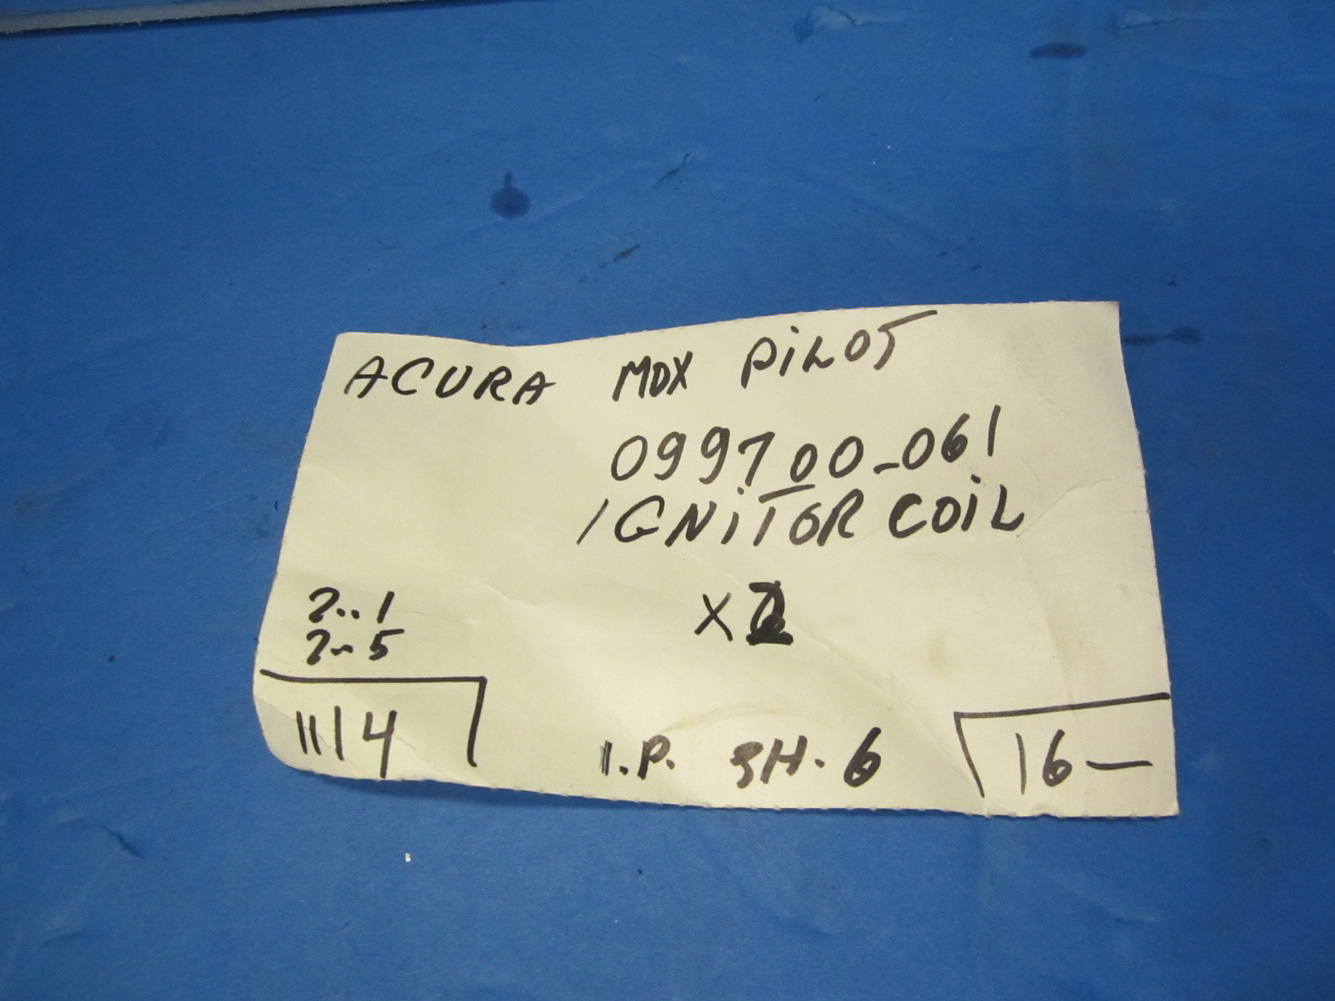 ACURA MDX PiLOT
099700-061
IGNiTOR COiL
2..1
2-5
X2
1114
I.P. SH. 6
16—